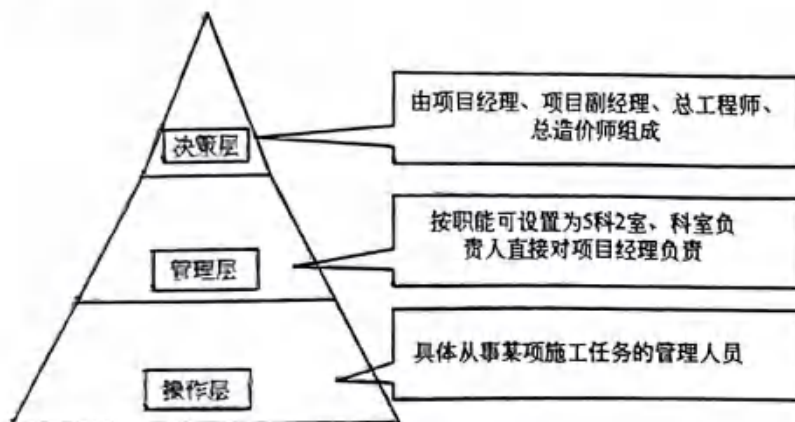 由项目经理、项目副经理、总工程师、
总造价师组成
决策层
按职能可设置为5科2室、科室负
责人直接对项目经理负责
管理层
具体从事某项施工任务的管理人员
操作层